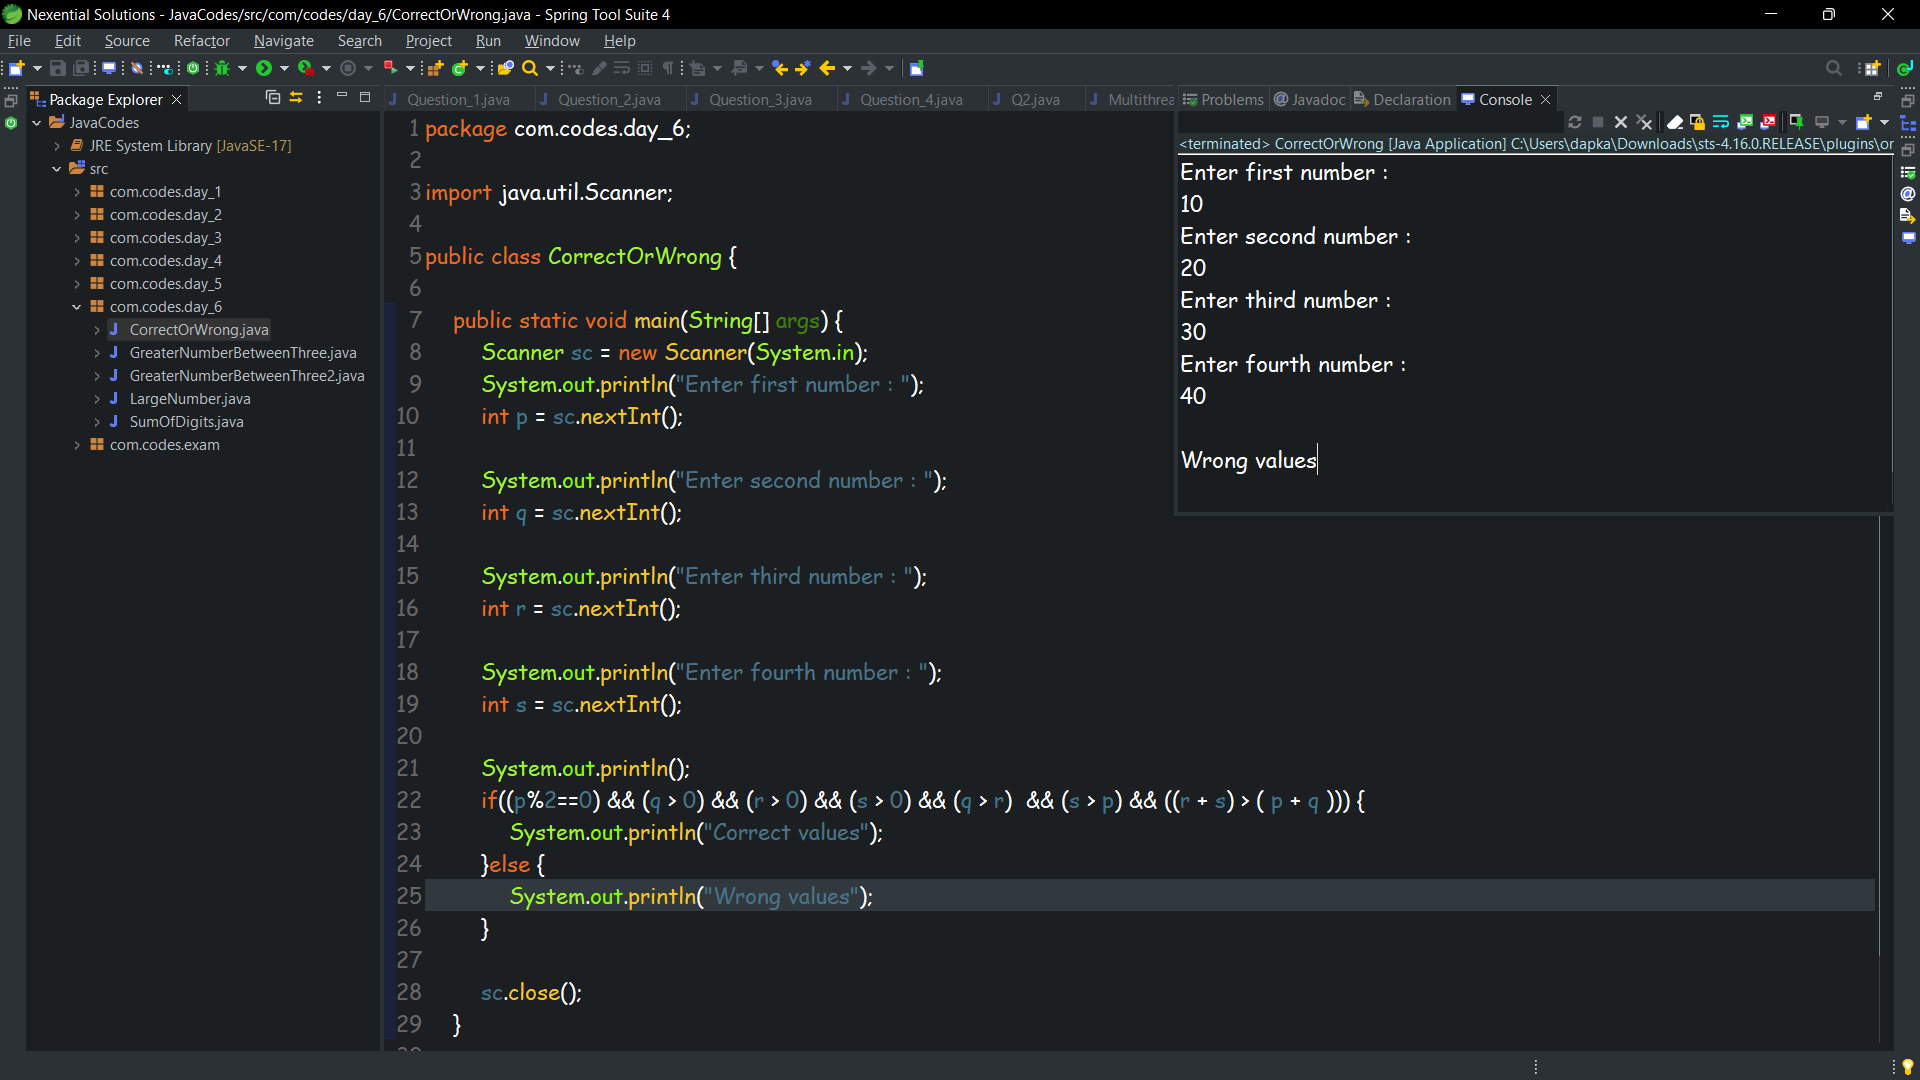 Nexential Solutions - JavaCodes/src/com/codes/day_6/CorrectOrWrong.java - Spring Tool Suite 4
File Edit Source Refactor Navigate Search Project Run Window Help
Package Explorer
JavaCodes
JRE System Library [JavaSE-17]
src
com.codes.day_1
com.codes.day_2
com.codes.day_3
com.codes.day_4
com.codes.day_5
com.codes.day_6
CorrectOrWrong.java
GreaterNumberBetweenThree.java
GreaterNumberBetweenThree2.java
LargeNumber.java
SumOfDigits.java
com.codes.exam
Question_1.java Question_2.java Question_3.java Question_4.java Q2.java Multithrea
1 package com.codes.day_6;
2
3 import java.util.Scanner;
4
5 public class CorrectOrWrong {
6
7 public static void main(String[] args) {
8 Scanner sc = new Scanner(System.in);
9 System.out.println("Enter first number : ");
10 int p = sc.nextInt();
11
12 System.out.println("Enter second number : ");
13 int q = sc.nextInt();
14
15 System.out.println("Enter third number : ");
16 int r = sc.nextInt();
17
18 System.out.println("Enter fourth number : ");
19 int s = sc.nextInt();
20
21 System.out.println();
22 if((p%2==0) && (q > 0) && (r > 0) && (s > 0) && (q > r)  && (s > p) && ((r + s) > ( p + q ))) {
23 System.out.println("Correct values");
24 }else {
25 System.out.println("Wrong values");
26 }
27
28 sc.close();
29 }
Problems @ Javadoc Declaration Console
<terminated> CorrectOrWrong [Java Application] C:\Users\dapka\Downloads\sts-4.16.0.RELEASE\plugins\or
Enter first number :
10
Enter second number :
20
Enter third number :
30
Enter fourth number :
40
Wrong values